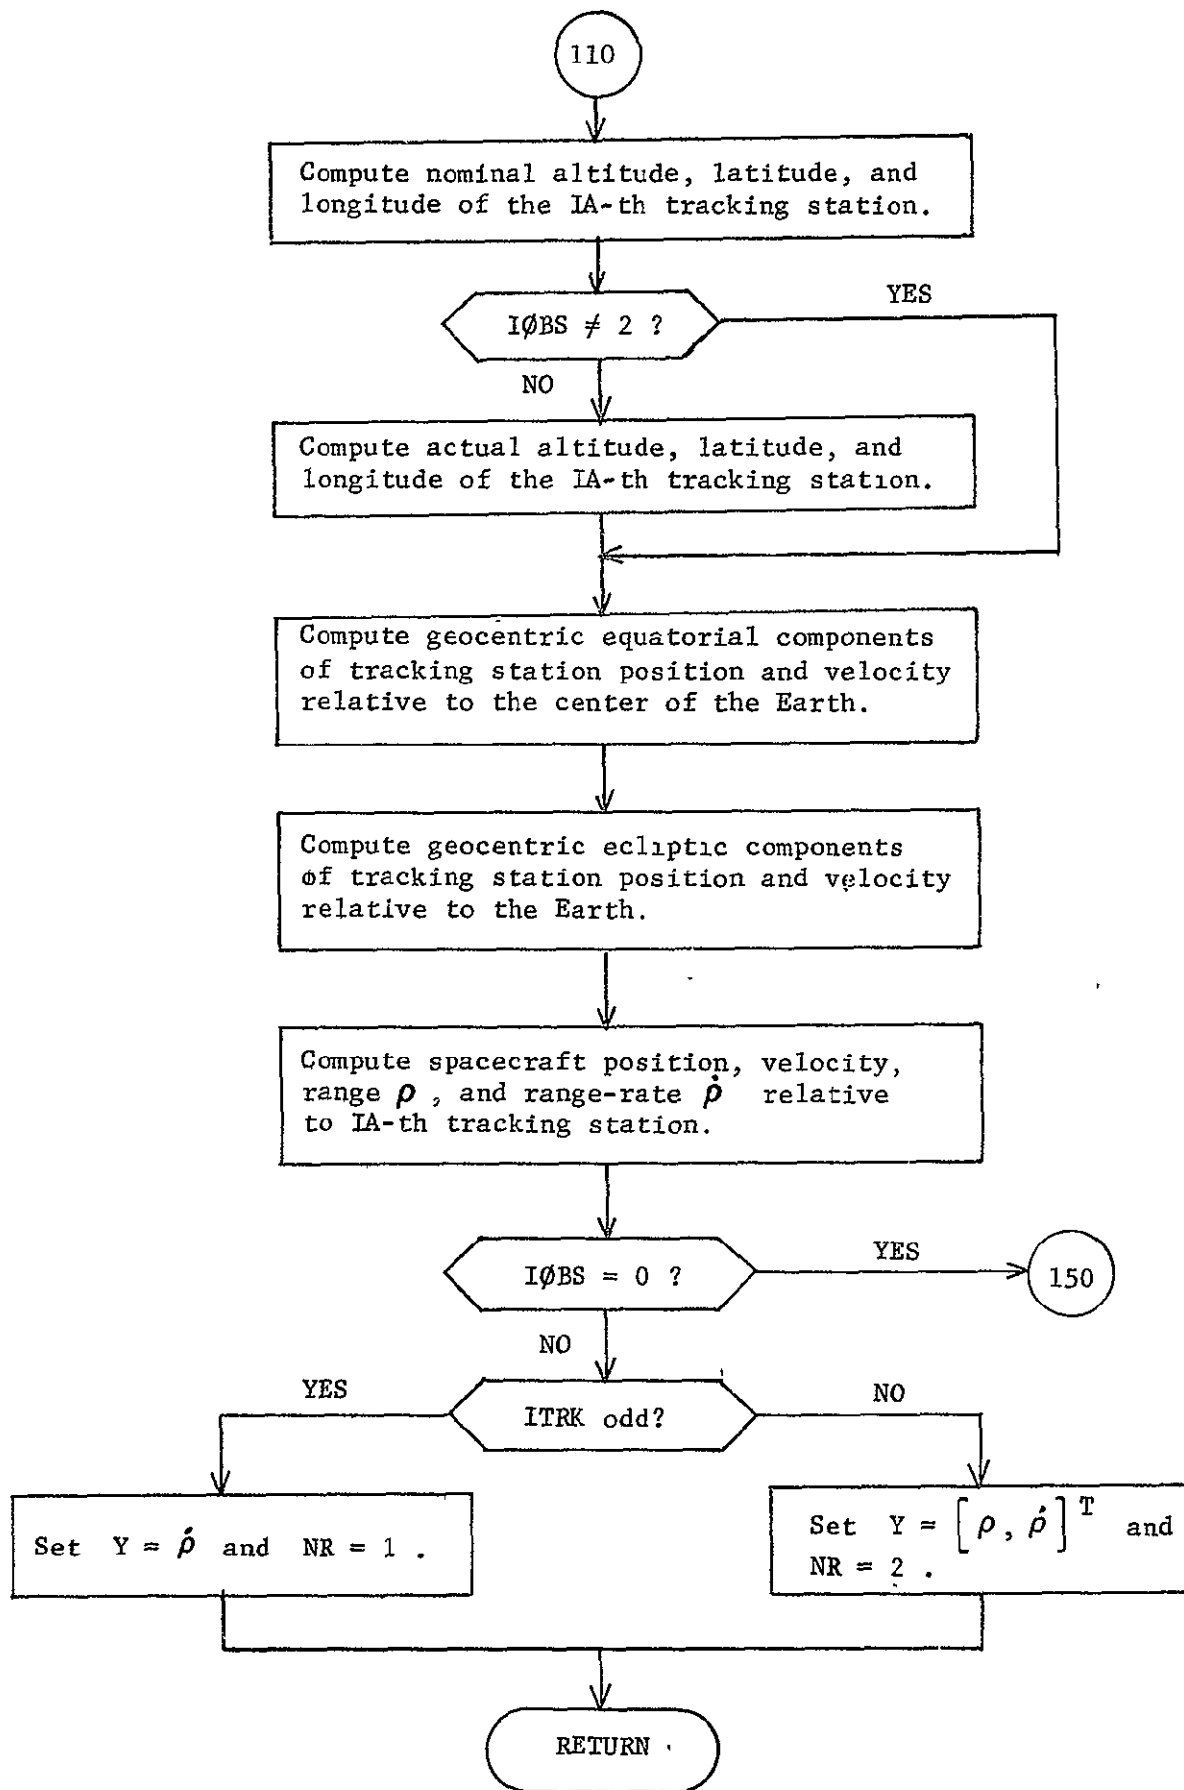 110
Compute nominal altitude, latitude, and
longitude of the IA-th tracking station.
IØBS ≠ 2 ?
YES
NO
Compute actual altitude, latitude, and
longitude of the IA-th tracking station.
Compute geocentric equatorial components
of tracking station position and velocity
relative to the center of the Earth.
Compute geocentric ecliptic components
of tracking station position and velocity
relative to the Earth.
Compute spacecraft position, velocity,
range ρ , and range-rate ρ̇ relative
to IA-th tracking station.
IØBS = 0 ?
YES
150
NO
ITRK odd?
YES
NO
Set Y = ρ̇ and NR = 1 .
Set Y = [ρ, ρ̇]ᵀ and
NR = 2 .
RETURN